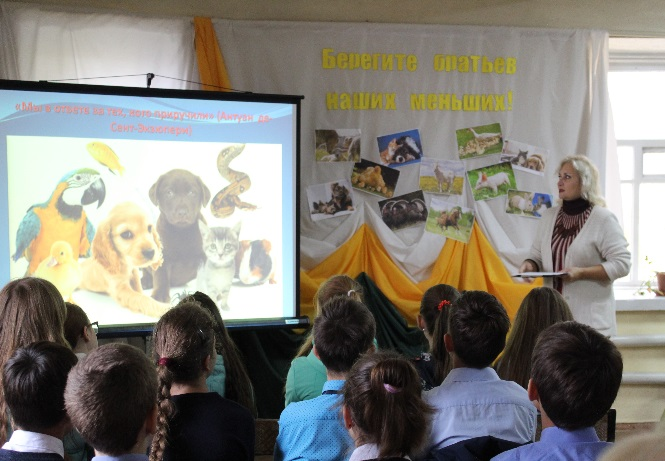 «Мы в ответе за тех, кого приручили» (Антуан де
Сент-Экзюпери)
Берегите братьев
наших меньших!